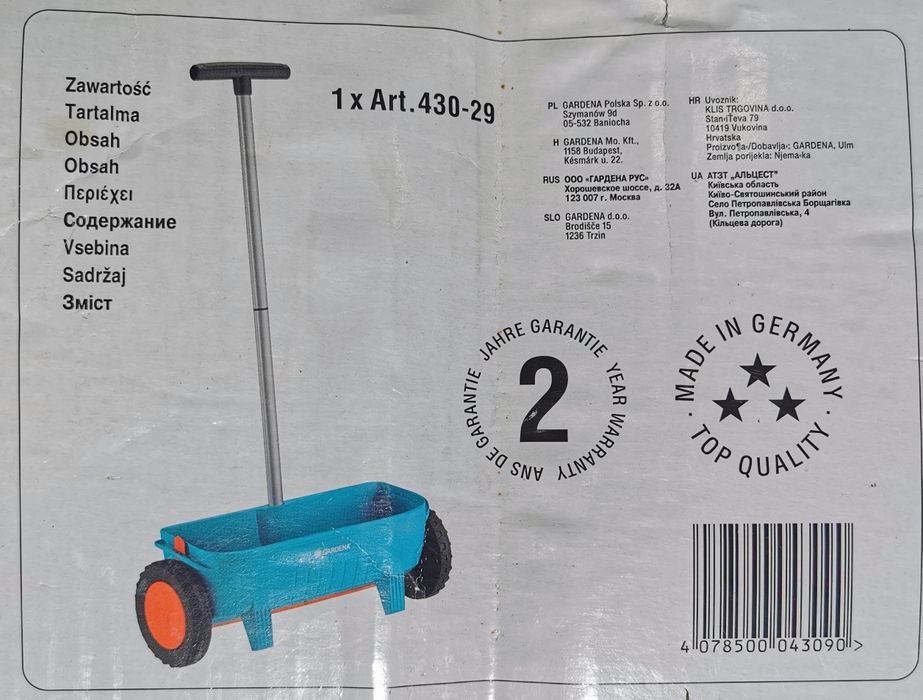 Zawartość
Tartalma
Obsah
Obsah
Περιέχει
Содержание
Vsebina
Sadržaj
Зміст
1 x Art. 430-29
PL GARDENA Polska Sp. z o.o.
Szymanów 9d
05-532 Baniocha
H GARDENA Mo. Kft.,
1158 Budapest,
Késmárk u. 22.
RUS ООО «ГАРДЕНА РУС»
Хорошевское шоссе, д. 32А
123 007 г. Москва
SLO GARDENA d.o.o.
Brodišče 15
1236 Trzin
HR Uvoznik:
KLIS TRGOVINA d.o.o.
79
10419 Vukovina
Hrvatska
GARDENA, Ulm
Zemlja porijekla:
UA АТЗТ „АЛЬЦЕСТ"
Київська область
Київо-Святошинський район
Село Петропавлівська Борщагівка
Вул. Петропавлівська, 4
(Кільцева дорога)
JAHRE GARANTIE
YEAR WARRANTY
ANS DE GARANTIE
2
· MADE IN GERMANY ·
TOP QUALITY
GARDENA
4 078500 043090 >